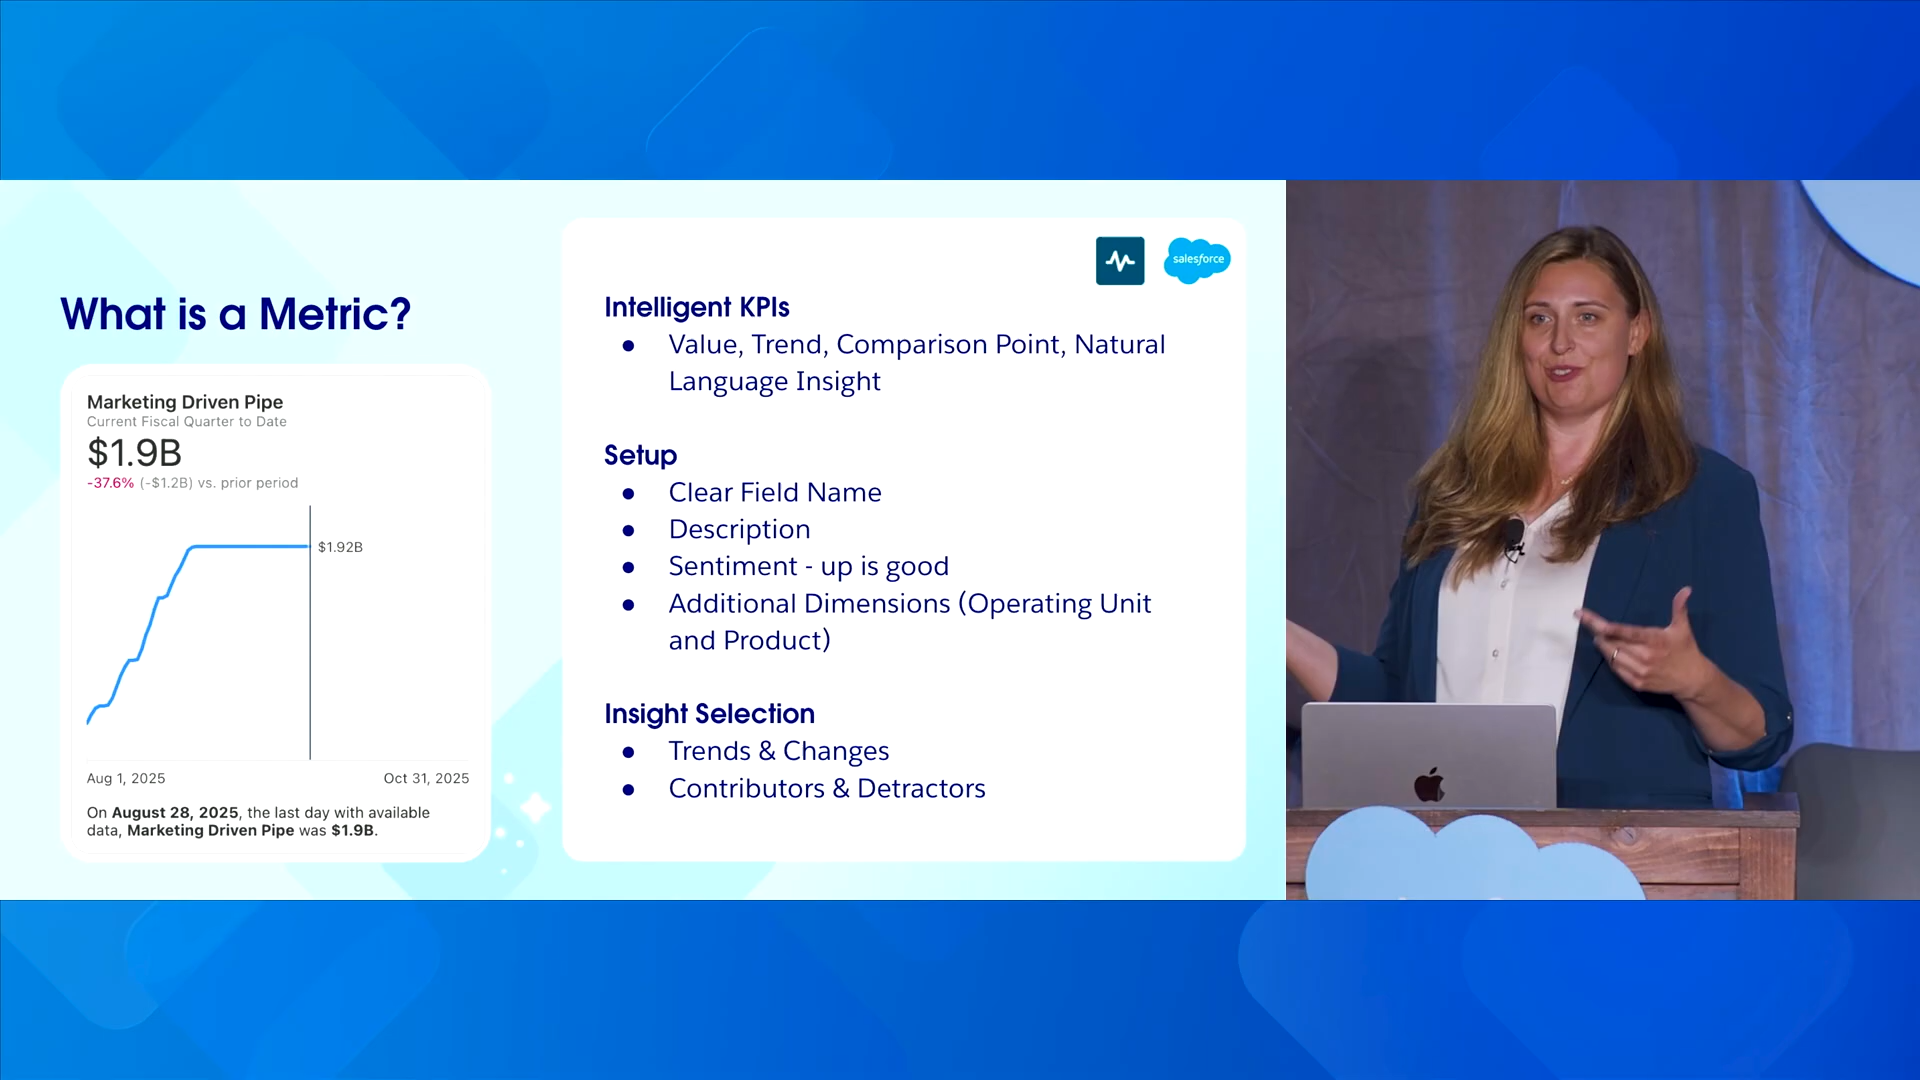 What is a Metric?
Marketing Driven Pipe
Current Fiscal Quarter to Date
$1.9B
-37.6% (-$1.2B) vs. prior period
$1.92B
Aug 1, 2025
Oct 31, 2025
On August 28, 2025, the last day with available
data, Marketing Driven Pipe was $1.9B.
salesforce
Intelligent KPIs
● Value, Trend, Comparison Point, Natural
Language Insight
Setup
● Clear Field Name
● Description
● Sentiment - up is good
● Additional Dimensions (Operating Unit
and Product)
Insight Selection
● Trends & Changes
● Contributors & Detractors